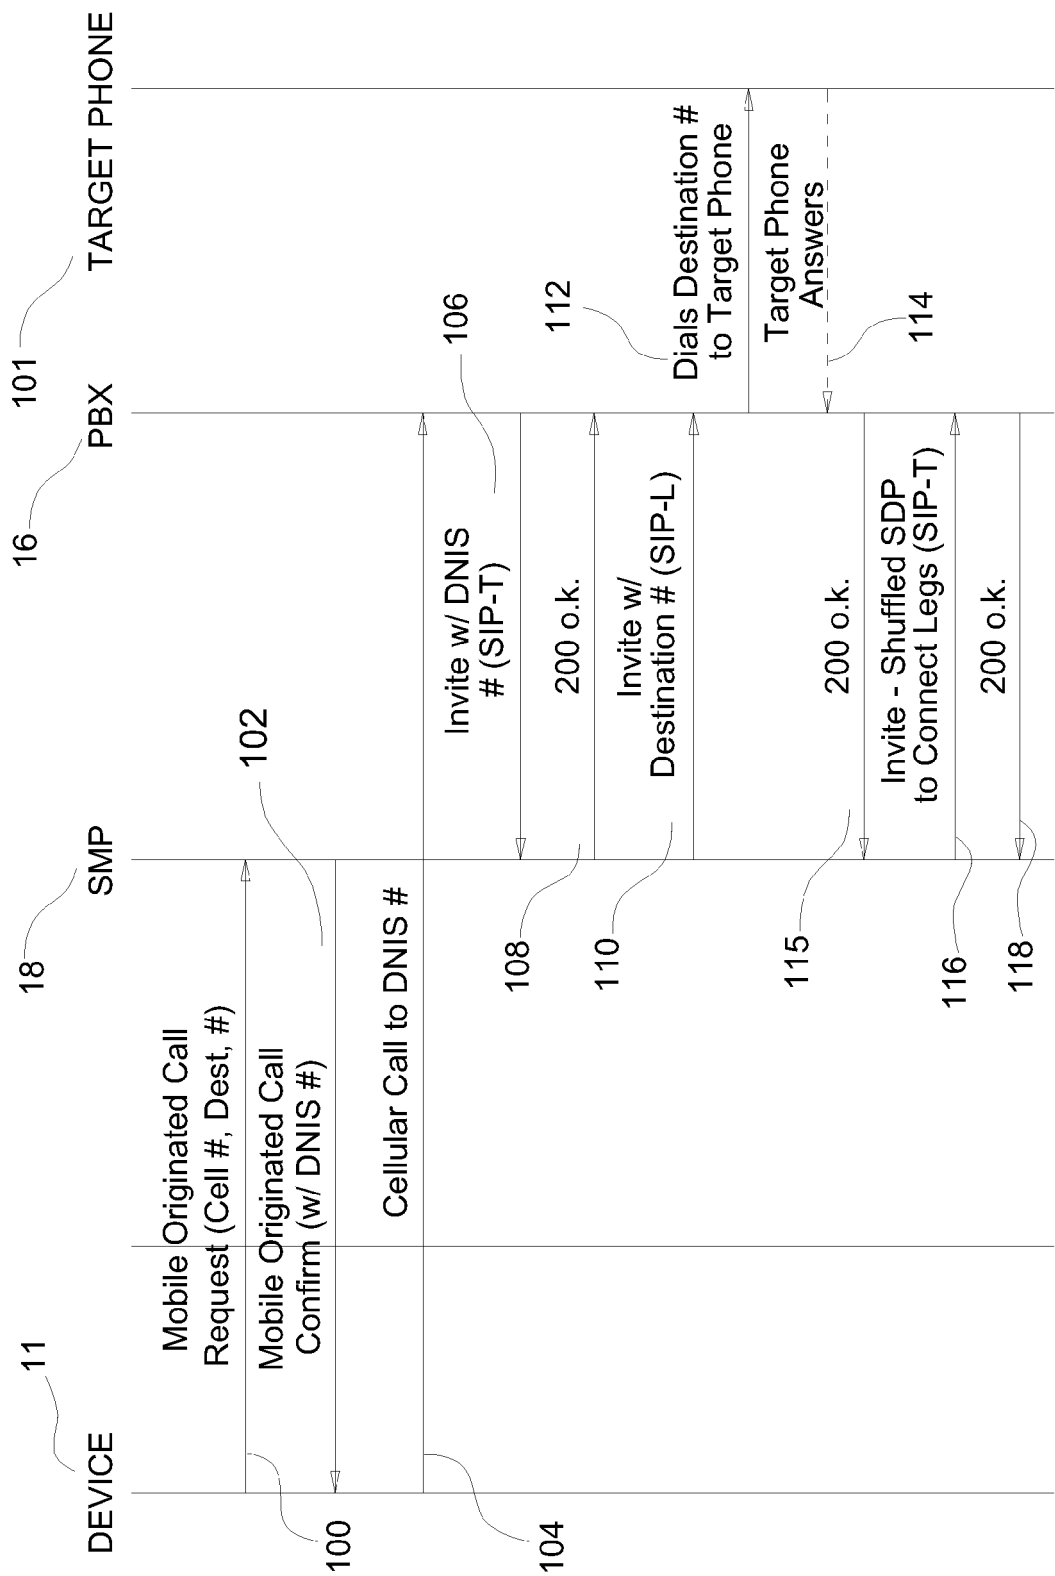 11
18
16
101
DEVICE
SMP
PBX
TARGET PHONE
Mobile Originated Call
Request (Cell #, Dest, #)
100
Mobile Originated Call
Confirm (w/ DNIS #)
102
Cellular Call to DNIS #
104
Invite w/ DNIS
# (SIP-T)
106
200 o.k.
108
Invite w/
Destination # (SIP-L)
110
112
Dials Destination #
to Target Phone
Target Phone
Answers
114
200 o.k.
115
Invite - Shuffled SDP
to Connect Legs (SIP-T)
116
200 o.k.
118